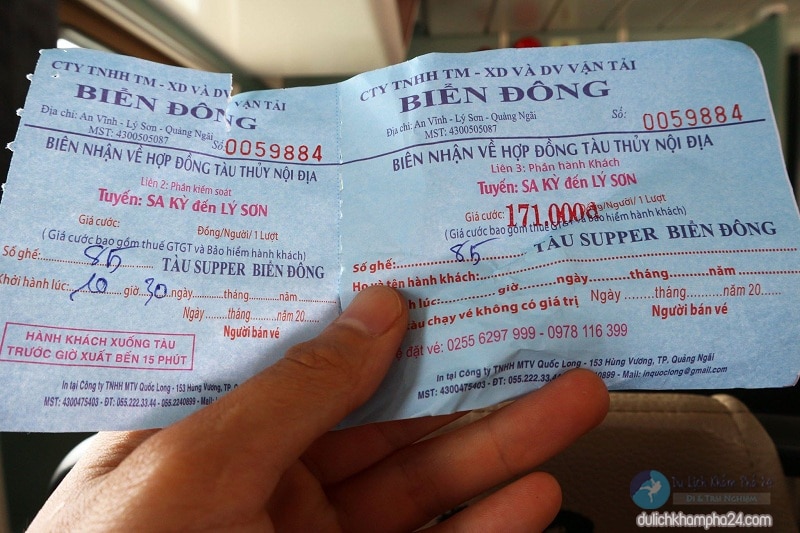 CTY TNHH TM - XD VÀ DV VẬN TẢI
BIỂN ĐÔNG
Địa chỉ: An Vĩnh - Lý Sơn - Quảng Ngãi
MST: 4300505087
Số: 0059884
BIÊN NHẬN VỀ HỢP ĐỒNG TÀU THỦY NỘI ĐỊA
Liên 2: Phần kiểm soát
Tuyến: SA KỲ đến LÝ SƠN
Giá cước: Đồng/Người/1 Lượt
(Giá cước bao gồm thuế GTGT và Bảo hiểm hành khách)
Số ghế: 85 TÀU SUPPER BIỂN ĐÔNG
Khởi hành lúc: 10 giờ 30 ngày.......tháng.......năm.......
Ngày......tháng......năm 20....
Người bán vé
HÀNH KHÁCH XUỐNG TÀU
TRƯỚC GIỜ XUẤT BẾN 15 PHÚT
In tại Công ty TNHH MTV Quốc Long - 153 Hùng Vương, TP.
MST: 4300475403 - ĐT: 055.222.33.44 - 055.2240899 -
CTY TNHH TM - XD VÀ DV VẬN TẢI
BIỂN ĐÔNG
Địa chỉ: An Vĩnh - Lý Sơn - Quảng Ngãi
MST: 4300505087
Số: 0059884
BIÊN NHẬN VỀ HỢP ĐỒNG TÀU THỦY NỘI ĐỊA
Liên 3: Phần hành Khách
Tuyến: SA KỲ đến LÝ SƠN
Giá cước: 171.000đ Đồng/Người/1 Lượt
(Giá cước bao gồm thuế GTGT và Bảo hiểm hành khách)
Số ghế: 85 TÀU SUPPER BIỂN ĐÔNG
Họ và tên hành khách:
h lúc:..........giờ..........ngày..........tháng..........năm..........
tàu chạy vé không có giá trị
Ngày......tháng......năm 20....
Người bán vé
đặt vé: 0255 6297 999 - 0978 116 399
In tại Công ty TNHH MTV Quốc Long - 153 Hùng Vương, TP. Quảng Ngãi
MST: 4300475403 - ĐT: 055.222.33.44 - 055.2240899 - Mail: inquoclong@gmail.com
Du Lịch Khám Phá 24
Đi & Trải Nghiệm
dulichkhampha24.com